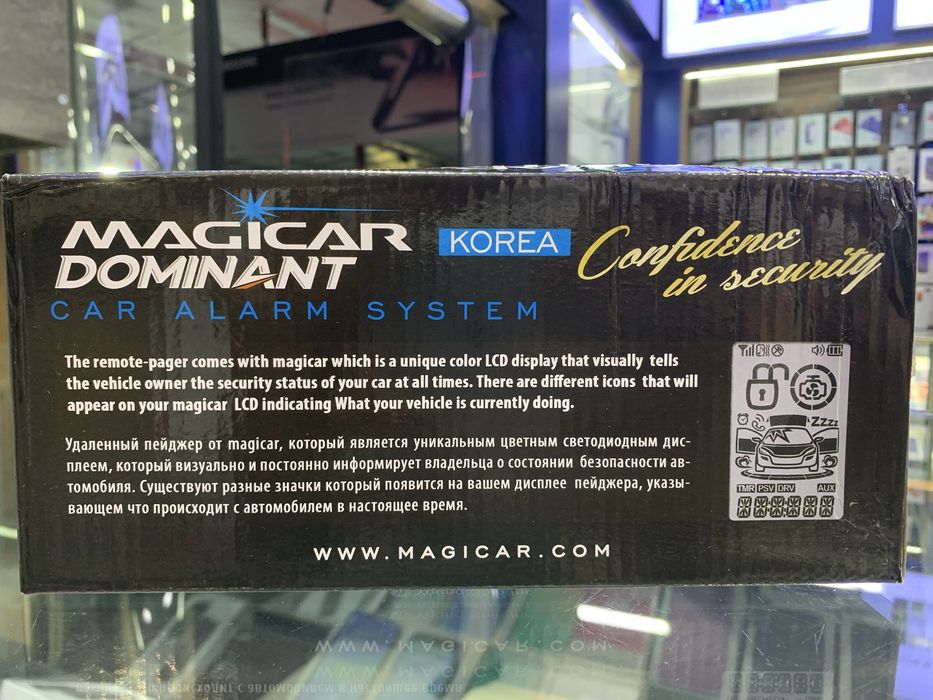 MAGICAR
DOMINANT
KOREA
Confidence
in security
CAR ALARM SYSTEM
The remote-pager comes with magicar which is a unique color LCD display that visually tells
the vehicle owner the security status of your car at all times. There are different icons that will
appear on your magicar LCD indicating What your vehicle is currently doing.
Удаленный пейджер от magicar, который является уникальным цветным светодиодным дис-
плеем, который визуально и постоянно информирует владельца о состоянии безопасности ав-
томобиля. Существуют разные значки который появится на вашем дисплее пейджера, указы-
вающем что происходит с автомобилем в настоящее время.
Zzzz
TMR PSV DRV AUX
WWW.MAGICAR.COM
WWW.MAGICAR.COM